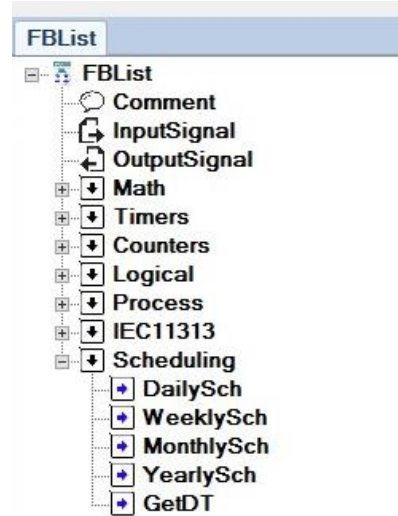 FBList
FBList
Comment
InputSignal
OutputSignal
Math
Timers
Counters
Logical
Process
IEC11313
Scheduling
DailySch
WeeklySch
MonthlySch
YearlySch
GetDT